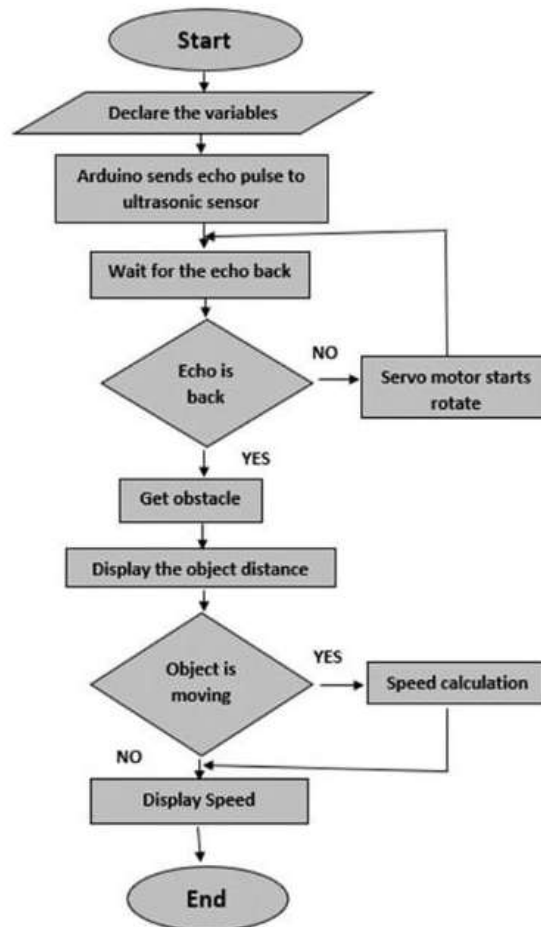 Start
Declare the variables
Arduino sends echo pulse to
ultrasonic sensor
Wait for the echo back
Echo is
back
NO
Servo motor starts
rotate
YES
Get obstacle
Display the object distance
Object is
moving
YES
Speed calculation
NO
Display Speed
End